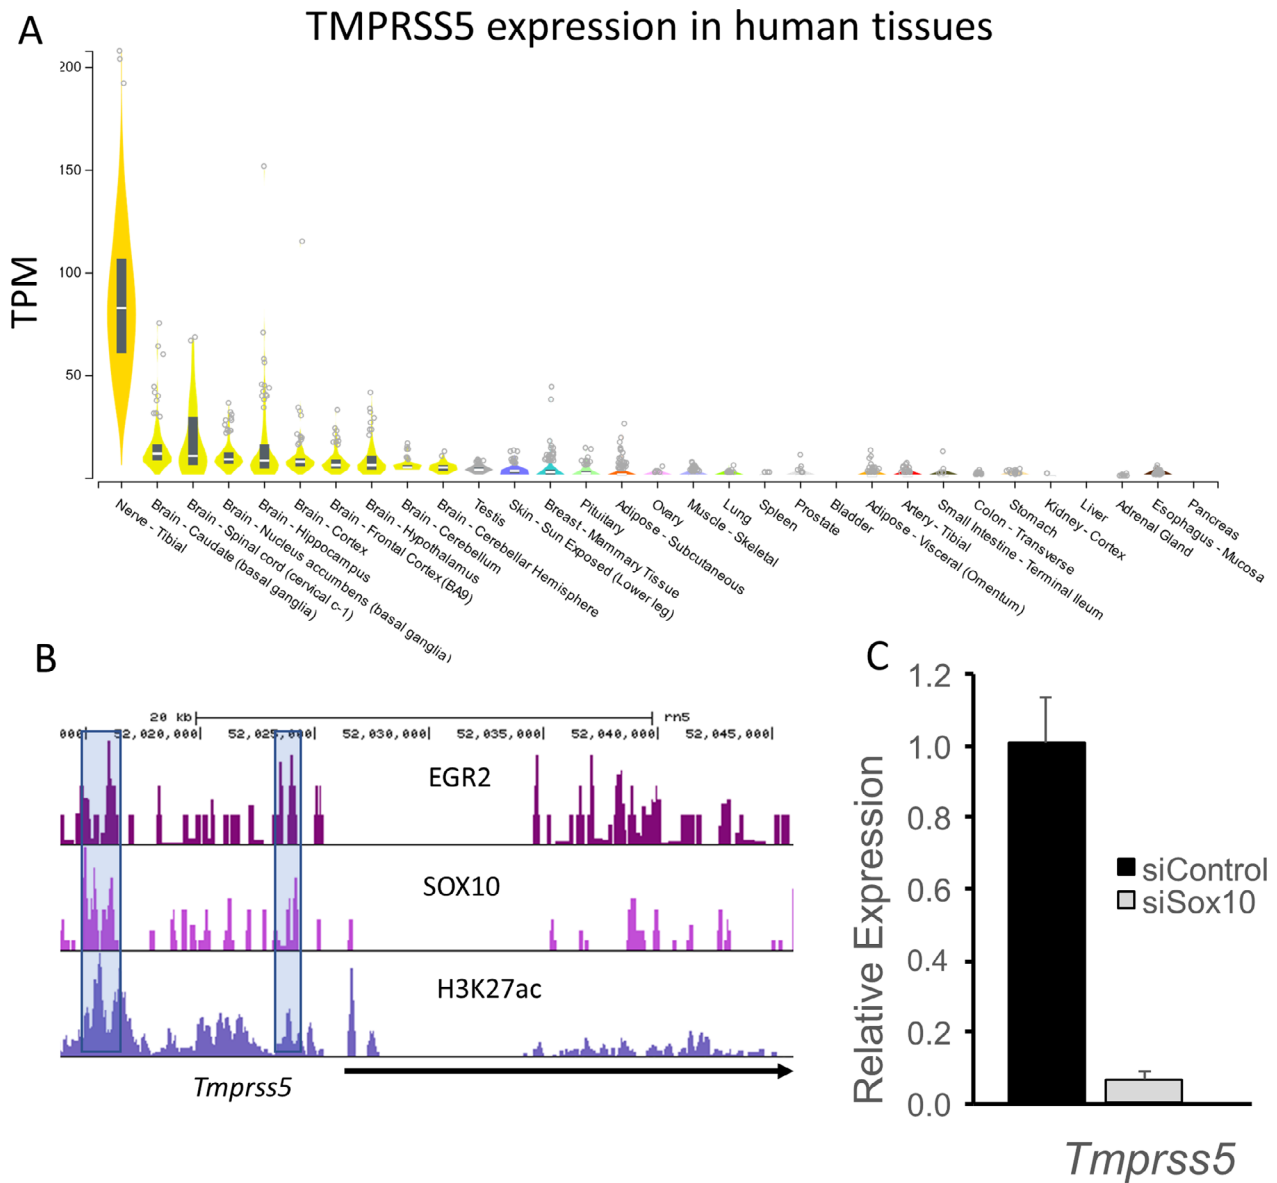 A
TMPRSS5 expression in human tissues
TPM
200
150
100
50
Nerve - Tibial
Brain - Caudate (basal ganglia)
Brain - Spinal cord (cervical c-1)
Brain - Nucleus accumbens (basal ganglia)
Brain - Hippocampus
Brain - Cortex
Brain - Frontal Cortex (BA9)
Brain - Hypothalamus
Brain - Cerebellum
Brain - Cerebellar Hemisphere
Testis
Skin - Sun Exposed (Lower leg)
Breast - Mammary Tissue
Pituitary
Adipose - Subcutaneous
Ovary
Muscle - Skeletal
Lung
Spleen
Prostate
Bladder
Adipose - Visceral (Omentum)
Artery - Tibial
Small Intestine - Terminal Ileum
Colon - Transverse
Stomach
Kidney - Cortex
Liver
Adrenal Gland
Esophagus - Mucosa
Pancreas
B
20 kb rn5
000| 52,020,000| 52,025,000| 52,030,000| 52,035,000| 52,040,000| 52,045,000|
EGR2
SOX10
H3K27ac
Tmprss5
C
Relative Expression
1.2
1.0
0.8
0.6
0.4
0.2
0.0
siControl
siSox10
Tmprss5